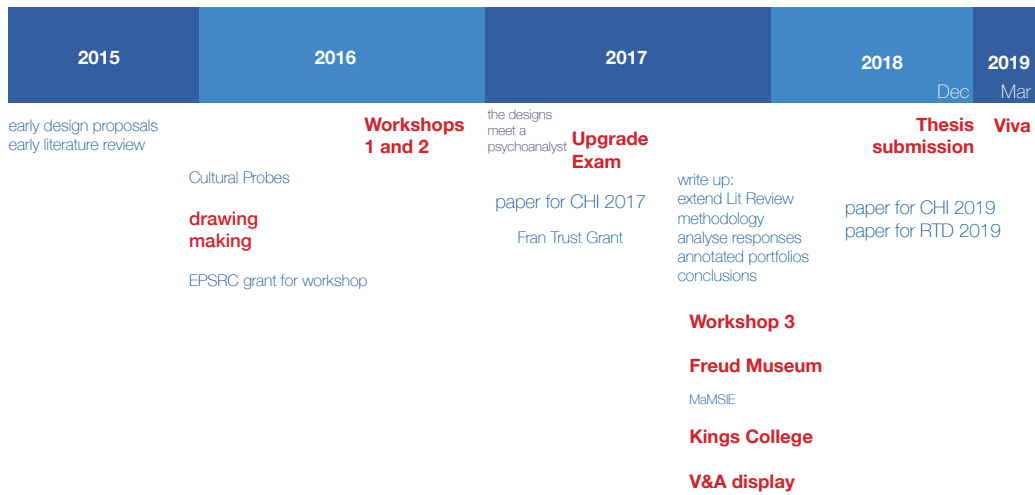 2015
2016
2017
2018
2019
Dec
Mar
early design proposals
early literature review
Cultural Probes
drawing
making
EPSRC grant for workshop
Workshops
1 and 2
the designs
meet a
psychoanalyst
Upgrade
Exam
paper for CHI 2017
Fran Trust Grant
write up:
extend Lit Review
methodology
analyse responses
annotated portfolios
conclusions
Workshop 3
Freud Museum
MaMSIE
Kings College
V&A display
Thesis
submission
paper for CHI 2019
paper for RTD 2019
Viva